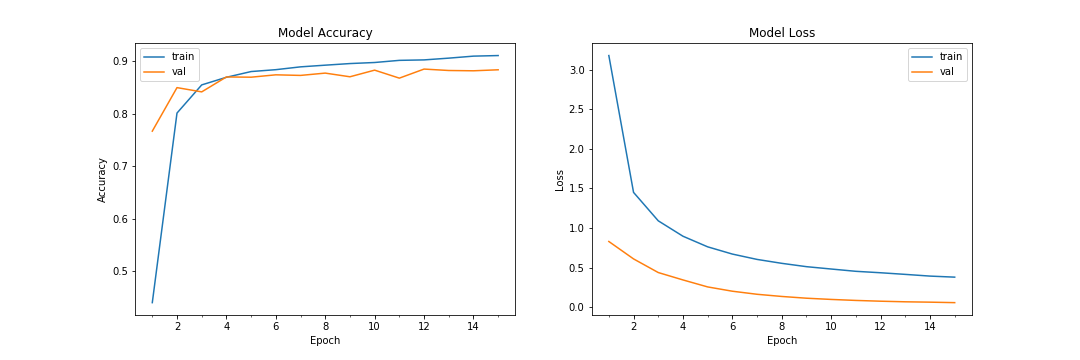 Model Accuracy
train
val
0.9
0.8
0.7
0.6
0.5
Accuracy
2 4 6 8 10 12 14
Epoch
Model Loss
train
val
3.0
2.5
2.0
1.5
1.0
0.5
0.0
Loss
2 4 6 8 10 12 14
Epoch